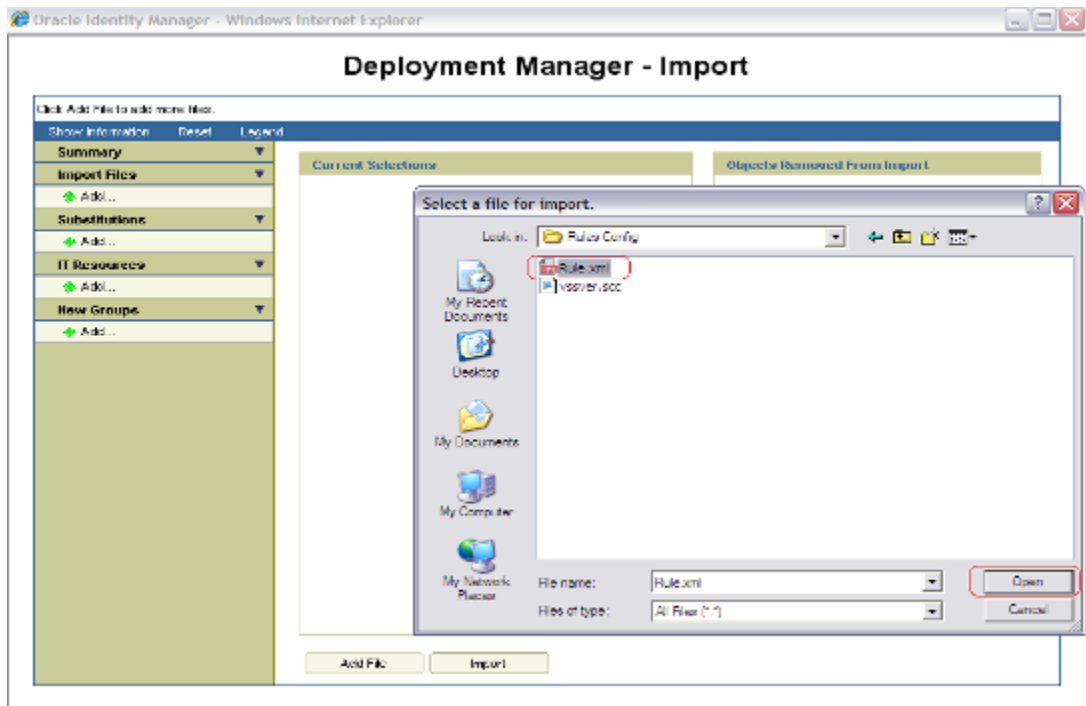 Oracle Identity Manager - Windows Internet Explorer
Deployment Manager - Import
Click Add File to add more files.
Show Information Reset Legend
Summary
Import Files
Add...
Substitutions
Add...
IT Resources
Add...
New Groups
Add...
Current Selections
Objects Removed From Import
Select a file for import.
Look in: Rules Config
Rule.xml
vssver.scc
My Recent
Documents
Desktop
My Documents
My Computer
My Network
Places
File name: Rule.xml Open
Files of type: All Files (*.*) Cancel
Add File Import